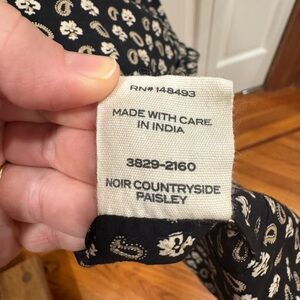 RN# 148493
MADE WITH CARE
IN INDIA
3829-2160
NOIR COUNTRYSIDE
PAISLEY